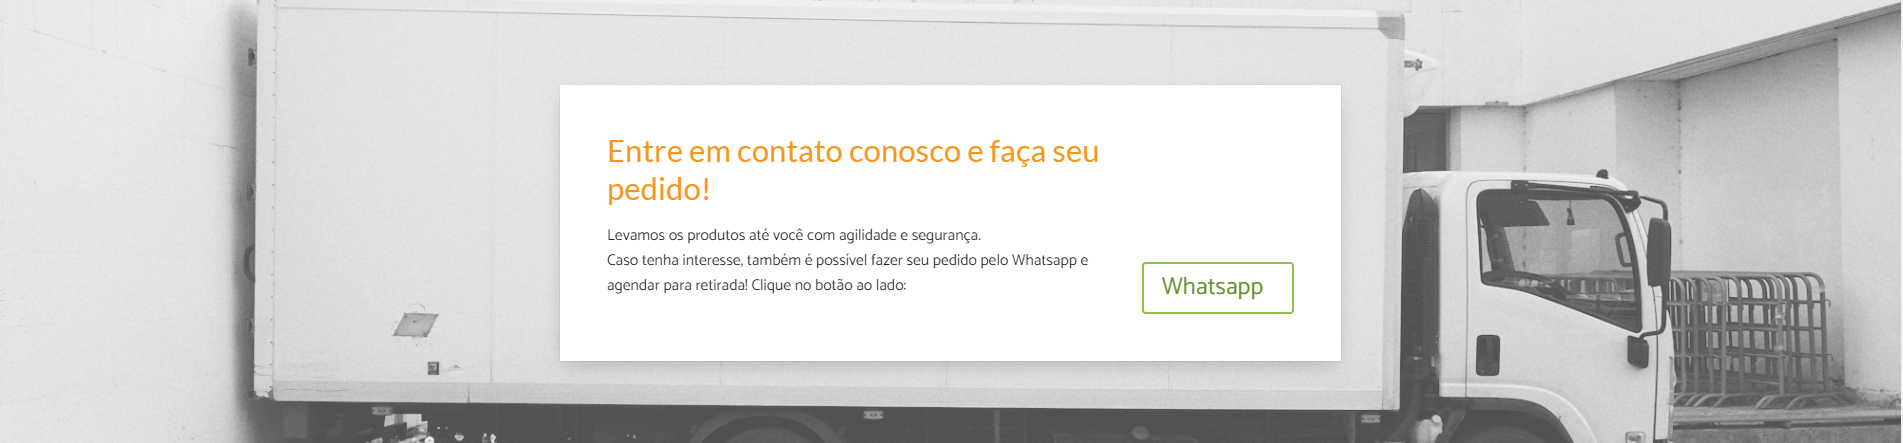 Entre em contato conosco e faça seu
pedido!
Levamos os produtos até você com agilidade e segurança.
Caso tenha interesse, também é possível fazer seu pedido pelo Whatsapp e
agendar para retirada! Clique no botão ao lado:
Whatsapp